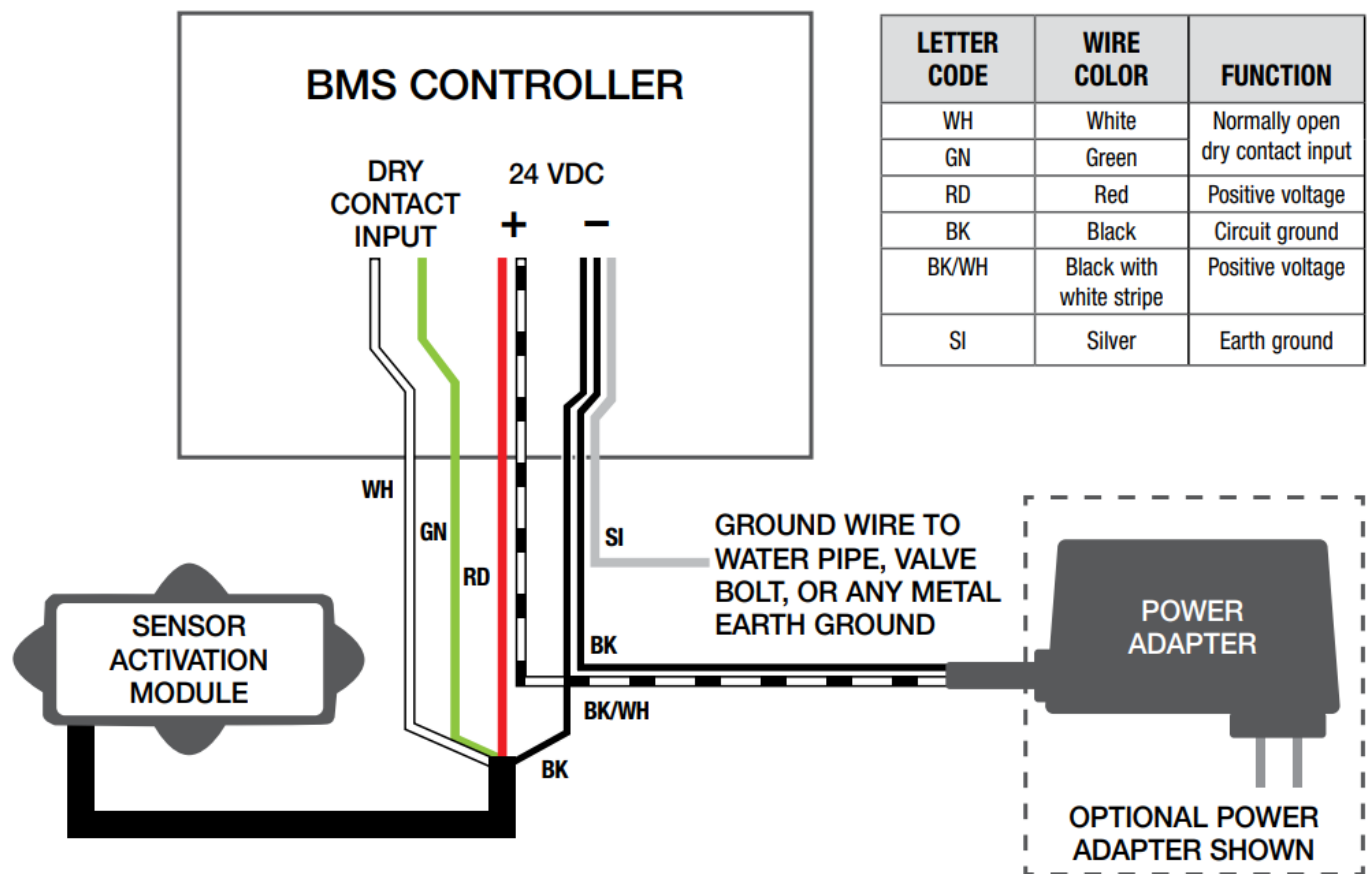 BMS CONTROLLER
DRY
CONTACT
INPUT
24 VDC
+
−
WH
GN
RD
SI
BK
BK/WH
BK
GROUND WIRE TO
WATER PIPE, VALVE
BOLT, OR ANY METAL
EARTH GROUND
SENSOR
ACTIVATION
MODULE
POWER
ADAPTER
OPTIONAL POWER
ADAPTER SHOWN
LETTER CODE WIRE COLOR FUNCTION
WH White Normally open
GN Green dry contact input
RD Red Positive voltage
BK Black Circuit ground
BK/WH Black with Positive voltage
white stripe
SI Silver Earth ground